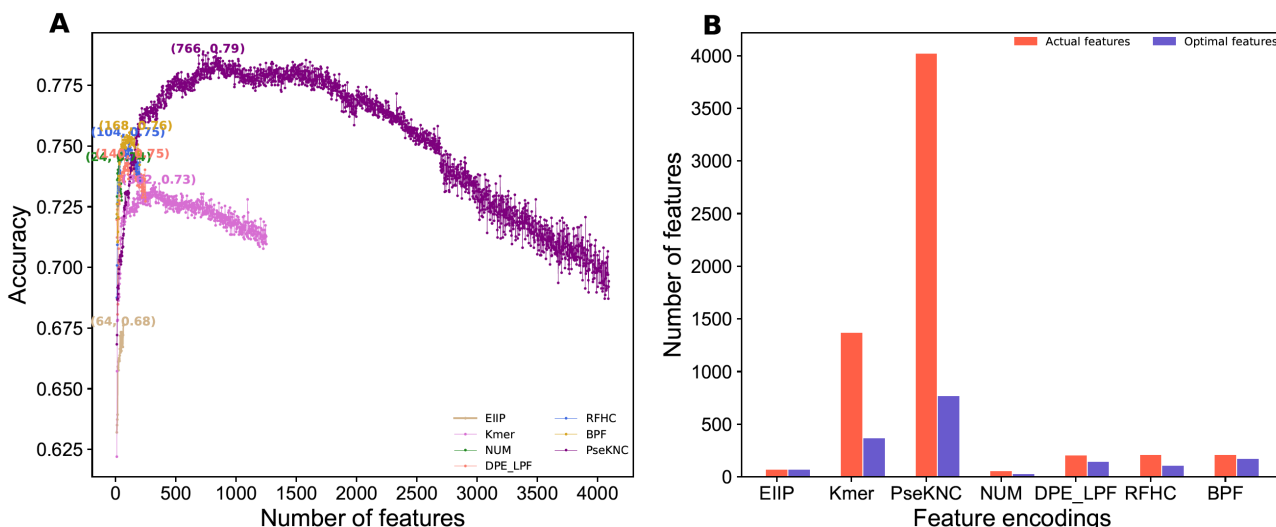 A
(766, 0.79)
(168, 0.76)
(104, 0.75)
0.75)
(24,
0.73)
(64, 0.68)
0.775
0.750
0.725
0.700
0.675
0.650
0.625
Accuracy
EIIP
Kmer
NUM
DPE_LPF
RFHC
BPF
PseKNC
0 500 1000 1500 2000 2500 3000 3500 4000
Number of features
B
Actual features
Optimal features
4000
3500
3000
2500
2000
1500
1000
500
0
Number of features
EIIP Kmer PseKNC NUM DPE_LPF RFHC BPF
Feature encodings